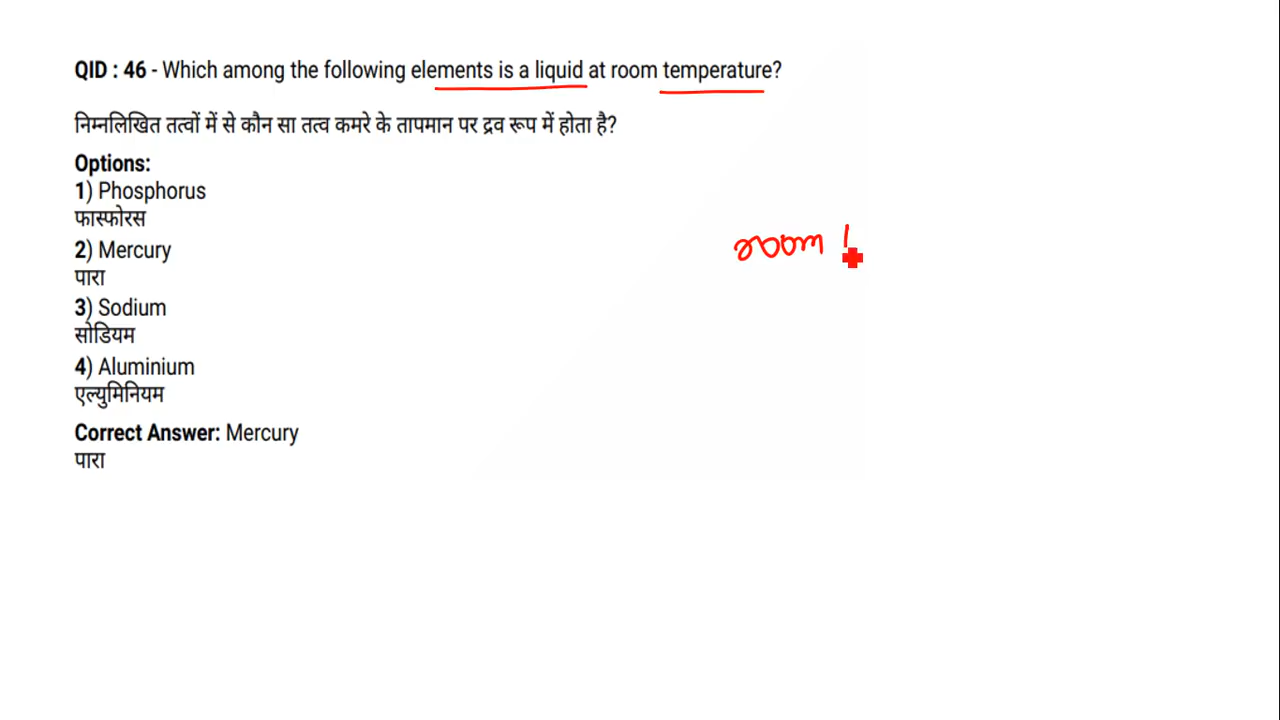 QID : 46 - Which among the following elements is a liquid at room temperature?
निम्नलिखित तत्वों में से कौन सा तत्व कमरे के तापमान पर द्रव रूप में होता है?
Options:
1) Phosphorus
फास्फोरस
2) Mercury
पारा
room
3) Sodium
सोडियम
4) Aluminium
एल्युमिनियम
Correct Answer: Mercury
पारा